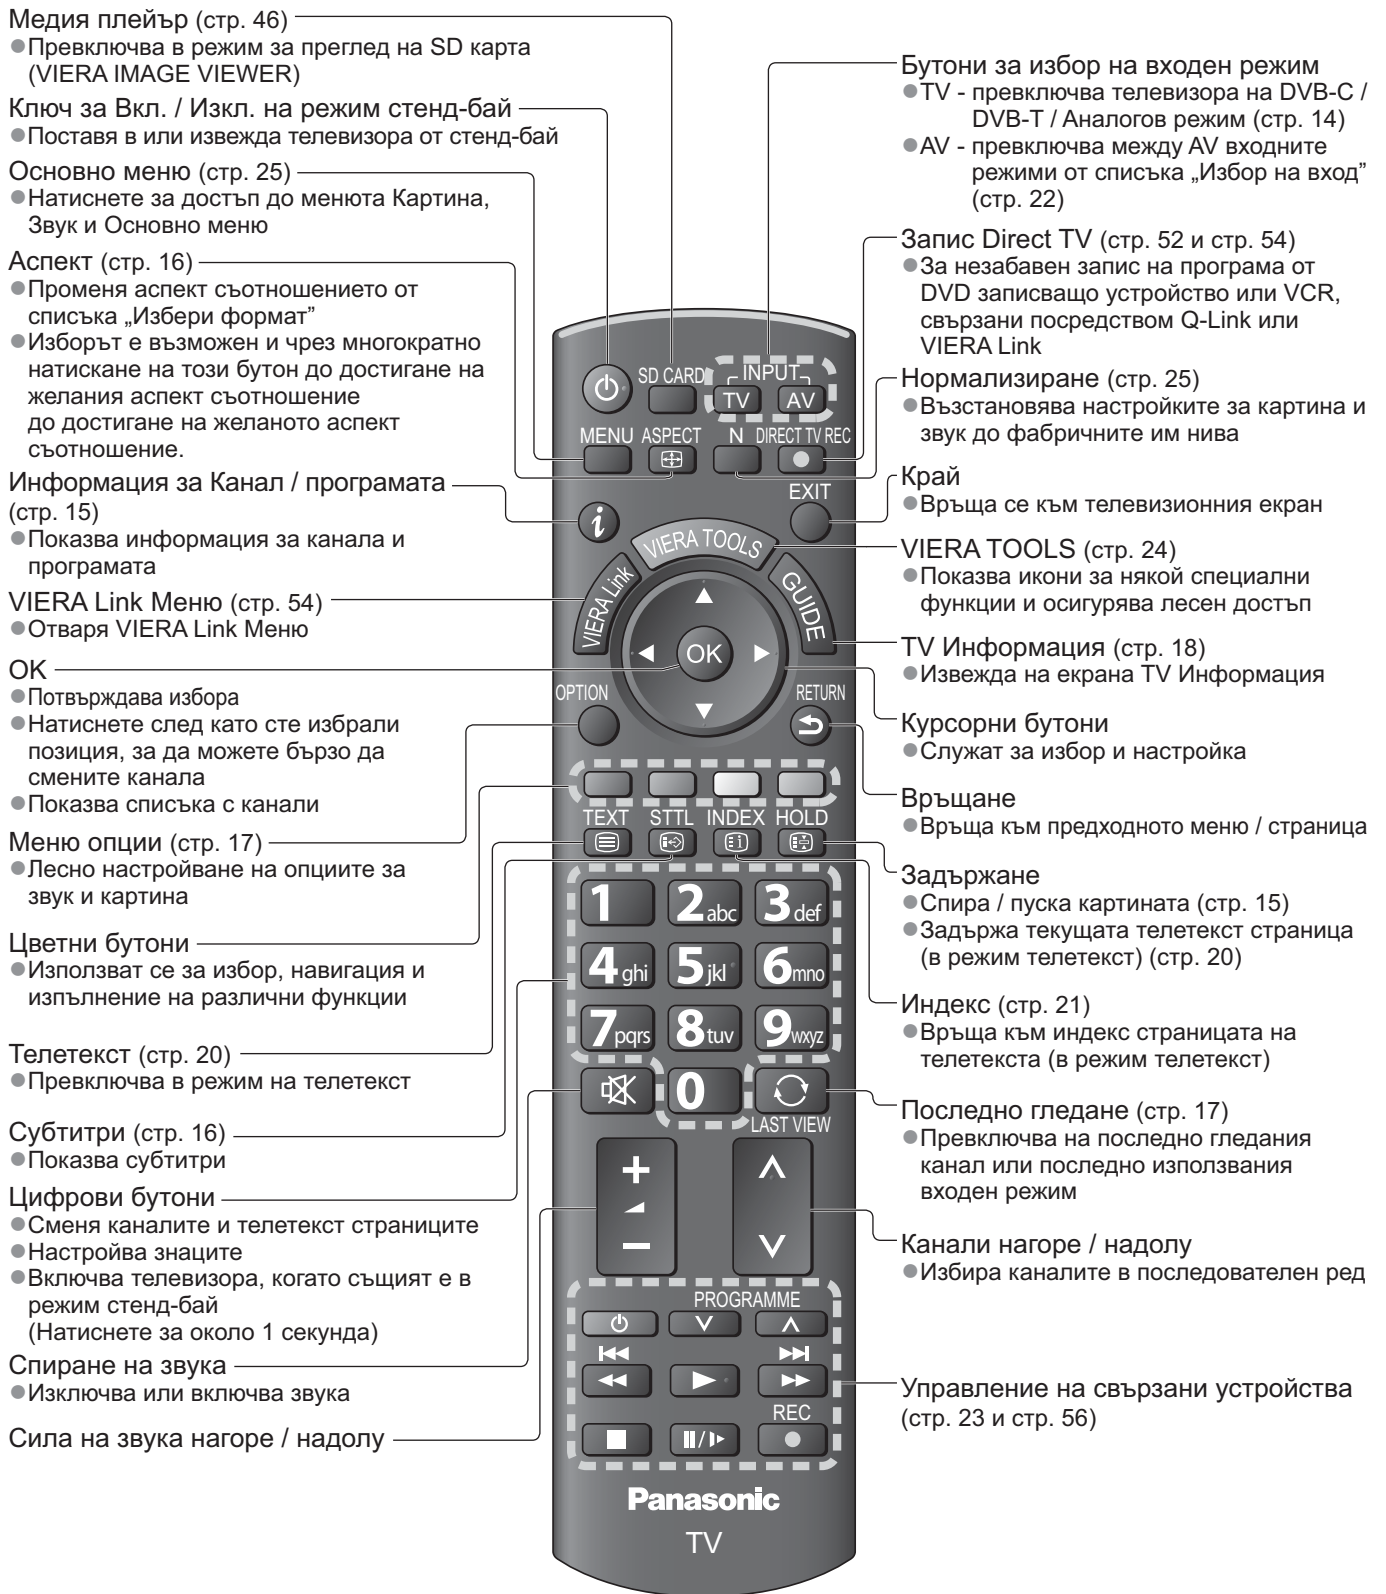 Медия плейър (стр. 46)
●Превключва в режим за преглед на SD карта
(VIERA IMAGE VIEWER)
Ключ за Вкл. / Изкл. на режим стенд-бай
●Поставя в или извежда телевизора от стенд-бай
Основно меню (стр. 25)
●Натиснете за достъп до менюта Картина,
Звук и Основно меню
Аспект (стр. 16)
●Променя аспект съотношението от
списъка „Избери формат”
●Изборът е възможен и чрез многократно
натискане на този бутон до достигане на
желания аспект съотношение
до достигане на желаното аспект
съотношение.
Информация за Канал / програмата
(стр. 15)
●Показва информация за канала и
програмата
VIERA Link Меню (стр. 54)
●Отваря VIERA Link Меню
OK
●Потвърждава избора
●Натиснете след като сте избрали
позиция, за да можете бързо да
смените канала
●Показва списъка с канали
Меню опции (стр. 17)
●Лесно настройване на опциите за
звук и картина
Цветни бутони
●Използват се за избор, навигация и
изпълнение на различни функции
Телетекст (стр. 20)
●Превключва в режим на телетекст
Субтитри (стр. 16)
●Показва субтитри
Цифрови бутони
●Сменя каналите и телетекст страниците
●Настройва знаците
●Включва телевизора, когато същият е в
режим стенд-бай
(Натиснете за около 1 секунда)
Спиране на звука
●Изключва или включва звука
Сила на звука нагоре / надолу
SD CARD
INPUT
TV AV
MENU ASPECT N DIRECT TV REC
EXIT
i
VIERA TOOLS
VIERA Link
GUIDE
OK
OPTION RETURN
TEXT STTL INDEX HOLD
1 2abc 3def
4ghi 5jkl 6mno
7pqrs 8tuv 9wxyz
0
LAST VIEW
+
−
PROGRAMME
REC
Panasonic
TV
Бутони за избор на входен режим
●TV - превключва телевизора на DVB-C /
DVB-T / Аналогов режим (стр. 14)
●AV - превключва между AV входните
режими от списъка „Избор на вход”
(стр. 22)
Запис Direct TV (стр. 52 и стр. 54)
●За незабавен запис на програма от
DVD записващо устройство или VCR,
свързани посредством Q-Link или
VIERA Link
Нормализиране (стр. 25)
●Възстановява настройките за картина и
звук до фабричните им нива
Край
●Връща се към телевизионния екран
VIERA TOOLS (стр. 24)
●Показва икони за някой специални
функции и осигурява лесен достъп
TV Информация (стр. 18)
●Извежда на екрана TV Информация
Курсорни бутони
●Служат за избор и настройка
Връщане
●Връща към предходното меню / страница
Задържане
●Спира / пуска картината (стр. 15)
●Задържа текущата телетекст страница
(в режим телетекст) (стр. 20)
Индекс (стр. 21)
●Връща към индекс страницата на
телетекста (в режим телетекст)
Последно гледане (стр. 17)
●Превключва на последно гледания
канал или последно използвания
входен режим
Канали нагоре / надолу
●Избира каналите в последователен ред
Управление на свързани устройства
(стр. 23 и стр. 56)